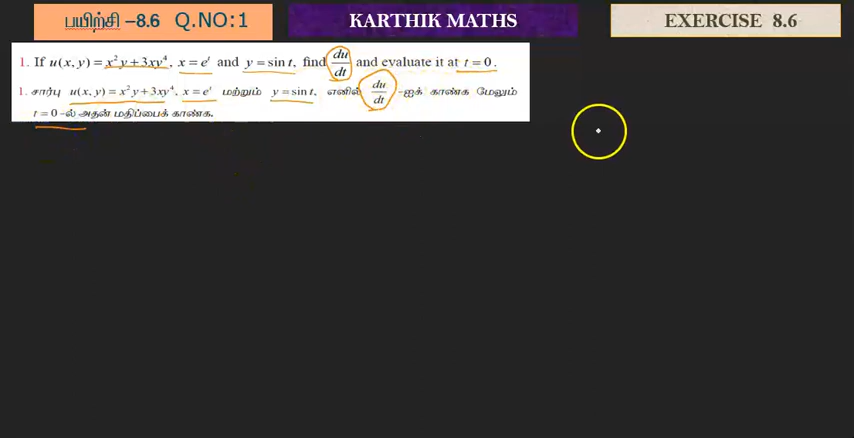 பயிற்சி –8.6 Q.NO:1
KARTHIK MATHS
EXERCISE 8.6
1. If u(x, y) = x²y + 3xy⁴, x = eᵗ and y = sin t, find du/dt and evaluate it at t = 0.
1. சார்பு u(x, y) = x²y + 3xy⁴, x = eᵗ மற்றும் y = sin t, எனில் du/dt -ஐக் காண்க மேலும்
t = 0 -ல் அதன் மதிப்பைக் காண்க.